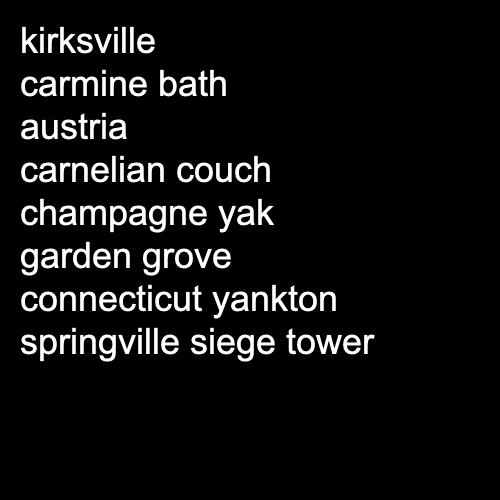 kirksville
carmine bath
austria
carnelian couch
champagne yak
garden grove
connecticut yankton
springville siege tower